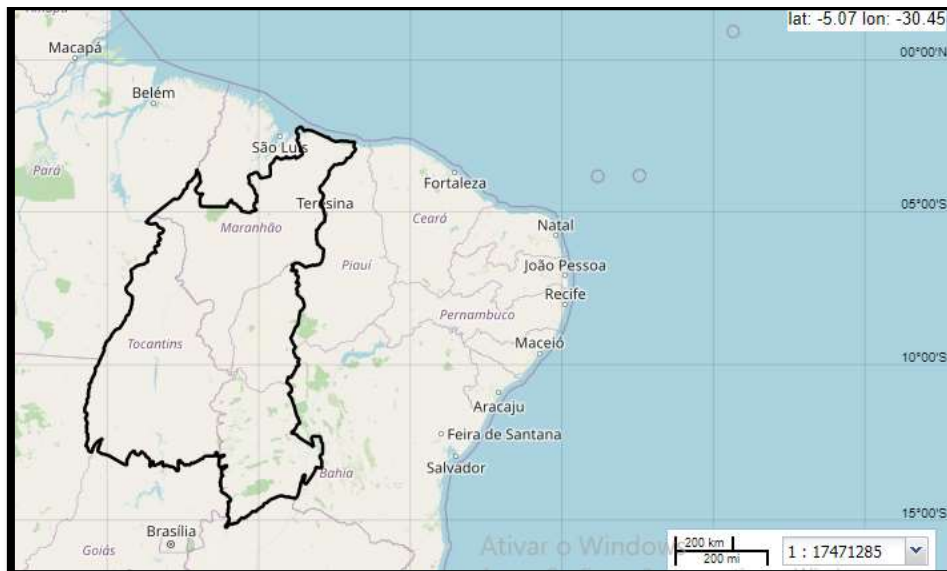 lat: -5.07 lon: -30.45
Macapá
00°00'N
Belém
São Luís
Pará
Fortaleza
Teresina
05°00'S
Ceará
Maranhão
Natal
Piauí
João Pessoa
Recife
Pernambuco
Tocantins
Maceió
10°00'S
Aracaju
Feira de Santana
Salvador
Bahia
15°00'S
Brasília
Goiás
Ativar o Windows
200 km
200 mi
1 : 17471285